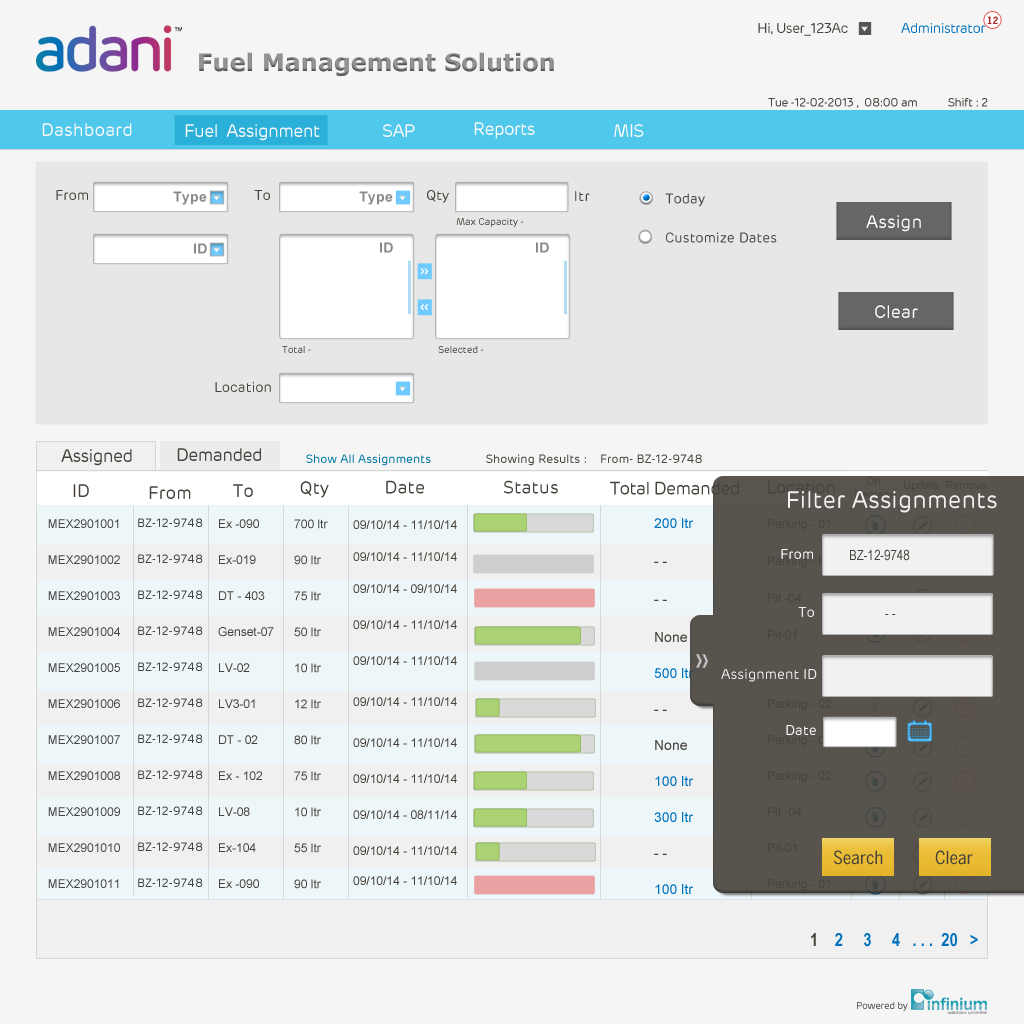 adani™
Fuel Management Solution
Hi, User_123Ac
Administrator 12
Tue -12-02-2013 , 08:00 am Shift : 2
Dashboard Fuel Assignment SAP Reports MIS
From Type To Type Qty ltr
Max Capacity -
Today
Customize Dates
Assign
ID ID ID
» «
Clear
Total - Selected -
Location
Assigned Demanded Show All Assignments Showing Results : From- BZ-12-9748
ID From To Qty Date Status Total Demanded Location On Update Remove
MEX2901001 BZ-12-9748 Ex -090 700 ltr 09/10/14 - 11/10/14 200 ltr Parking - 01
MEX2901002 BZ-12-9748 Ex-019 90 ltr 09/10/14 - 11/10/14 - - Parking - 0
MEX2901003 BZ-12-9748 DT - 403 75 ltr 09/10/14 - 09/10/14 - - Pit -04
MEX2901004 BZ-12-9748 Genset-07 50 ltr 09/10/14 - 11/10/14 None Pit-01
MEX2901005 BZ-12-9748 LV-02 10 ltr 09/10/14 - 11/10/14 500 ltr
MEX2901006 BZ-12-9748 LV3-01 12 ltr 09/10/14 - 11/10/14 - - Parking - 02
MEX2901007 BZ-12-9748 DT - 02 80 ltr 09/10/14 - 11/10/14 None Parking - 0
MEX2901008 BZ-12-9748 Ex - 102 75 ltr 09/10/14 - 11/10/14 100 ltr Parking - 02
MEX2901009 BZ-12-9748 LV-08 10 ltr 09/10/14 - 08/11/14 300 ltr Pit -04
MEX2901010 BZ-12-9748 Ex-104 55 ltr 09/10/14 - 11/10/14 - - Pit-01
MEX2901011 BZ-12-9748 Ex -090 90 ltr 09/10/14 - 11/10/14 100 ltr Parking - 01
Filter Assignments
From BZ-12-9748
To - -
»
Assignment ID
Date
Search Clear
1 2 3 4 . . . 20 >
Powered by infinium